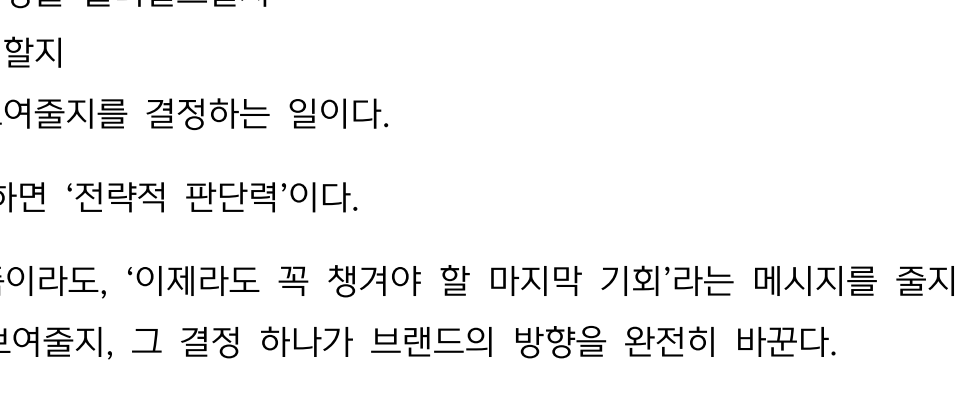 할지
여줄지를 결정하는 일이다.
하면 ‘전략적 판단력’이다.
이라도, ‘이제라도 꼭 챙겨야 할 마지막 기회’라는 메시지를 줄지
보여줄지, 그 결정 하나가 브랜드의 방향을 완전히 바꾼다.